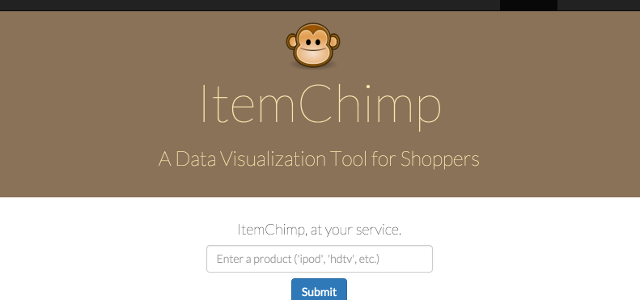 ItemChimp
A Data Visualization Tool for Shoppers
ItemChimp, at your service.
Enter a product ('ipod', 'hdtv', etc.)
Submit